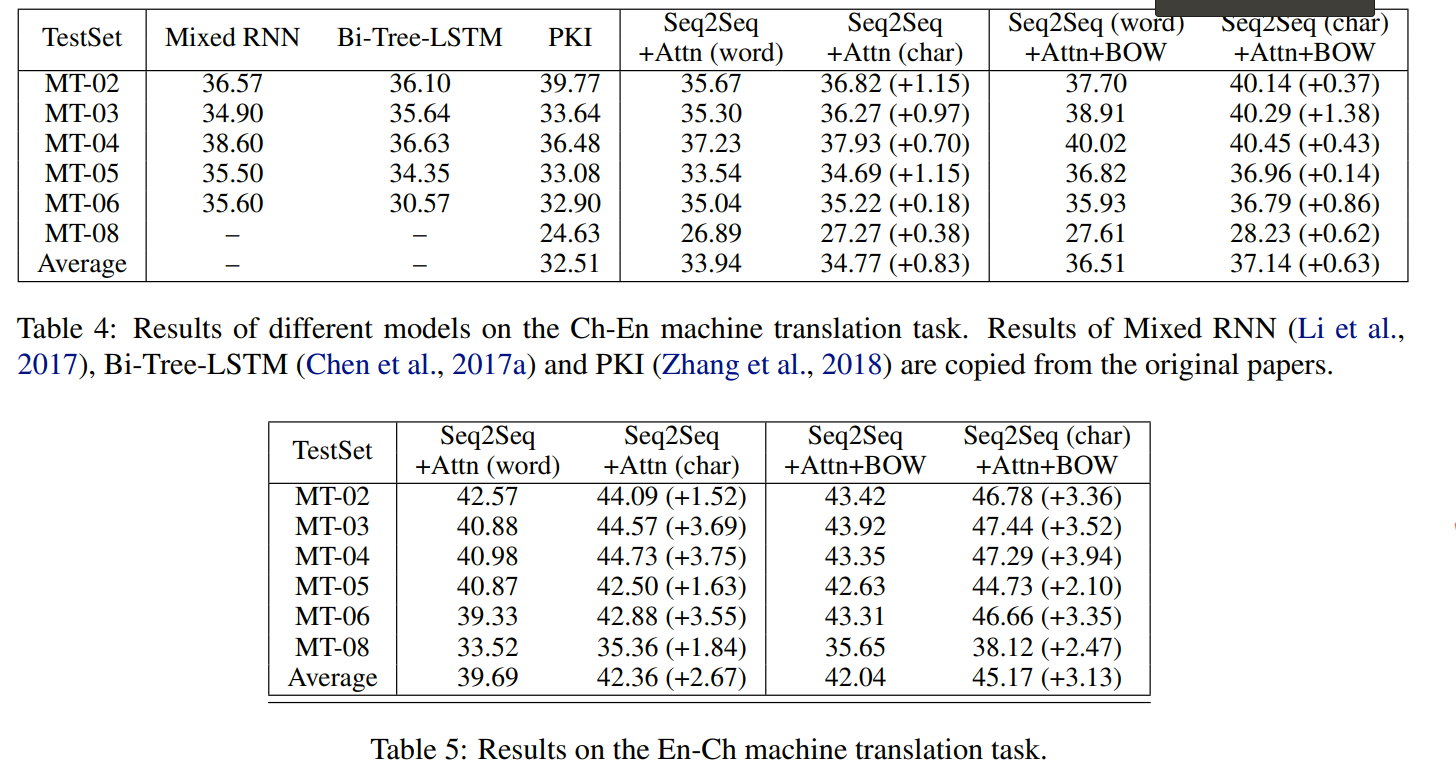 TestSet Mixed RNN Bi-Tree-LSTM PKI Seq2Seq +Attn (word) Seq2Seq +Attn (char) Seq2Seq (word) +Attn+BOW Seq2Seq (char) +Attn+BOW
MT-02 36.57 36.10 39.77 35.67 36.82 (+1.15) 37.70 40.14 (+0.37)
MT-03 34.90 35.64 33.64 35.30 36.27 (+0.97) 38.91 40.29 (+1.38)
MT-04 38.60 36.63 36.48 37.23 37.93 (+0.70) 40.02 40.45 (+0.43)
MT-05 35.50 34.35 33.08 33.54 34.69 (+1.15) 36.82 36.96 (+0.14)
MT-06 35.60 30.57 32.90 35.04 35.22 (+0.18) 35.93 36.79 (+0.86)
MT-08 – – 24.63 26.89 27.27 (+0.38) 27.61 28.23 (+0.62)
Average – – 32.51 33.94 34.77 (+0.83) 36.51 37.14 (+0.63)
Table 4: Results of different models on the Ch-En machine translation task. Results of Mixed RNN (Li et al.,
2017), Bi-Tree-LSTM (Chen et al., 2017a) and PKI (Zhang et al., 2018) are copied from the original papers.
TestSet Seq2Seq +Attn (word) Seq2Seq +Attn (char) Seq2Seq +Attn+BOW Seq2Seq (char) +Attn+BOW
MT-02 42.57 44.09 (+1.52) 43.42 46.78 (+3.36)
MT-03 40.88 44.57 (+3.69) 43.92 47.44 (+3.52)
MT-04 40.98 44.73 (+3.75) 43.35 47.29 (+3.94)
MT-05 40.87 42.50 (+1.63) 42.63 44.73 (+2.10)
MT-06 39.33 42.88 (+3.55) 43.31 46.66 (+3.35)
MT-08 33.52 35.36 (+1.84) 35.65 38.12 (+2.47)
Average 39.69 42.36 (+2.67) 42.04 45.17 (+3.13)
Table 5: Results on the En-Ch machine translation task.